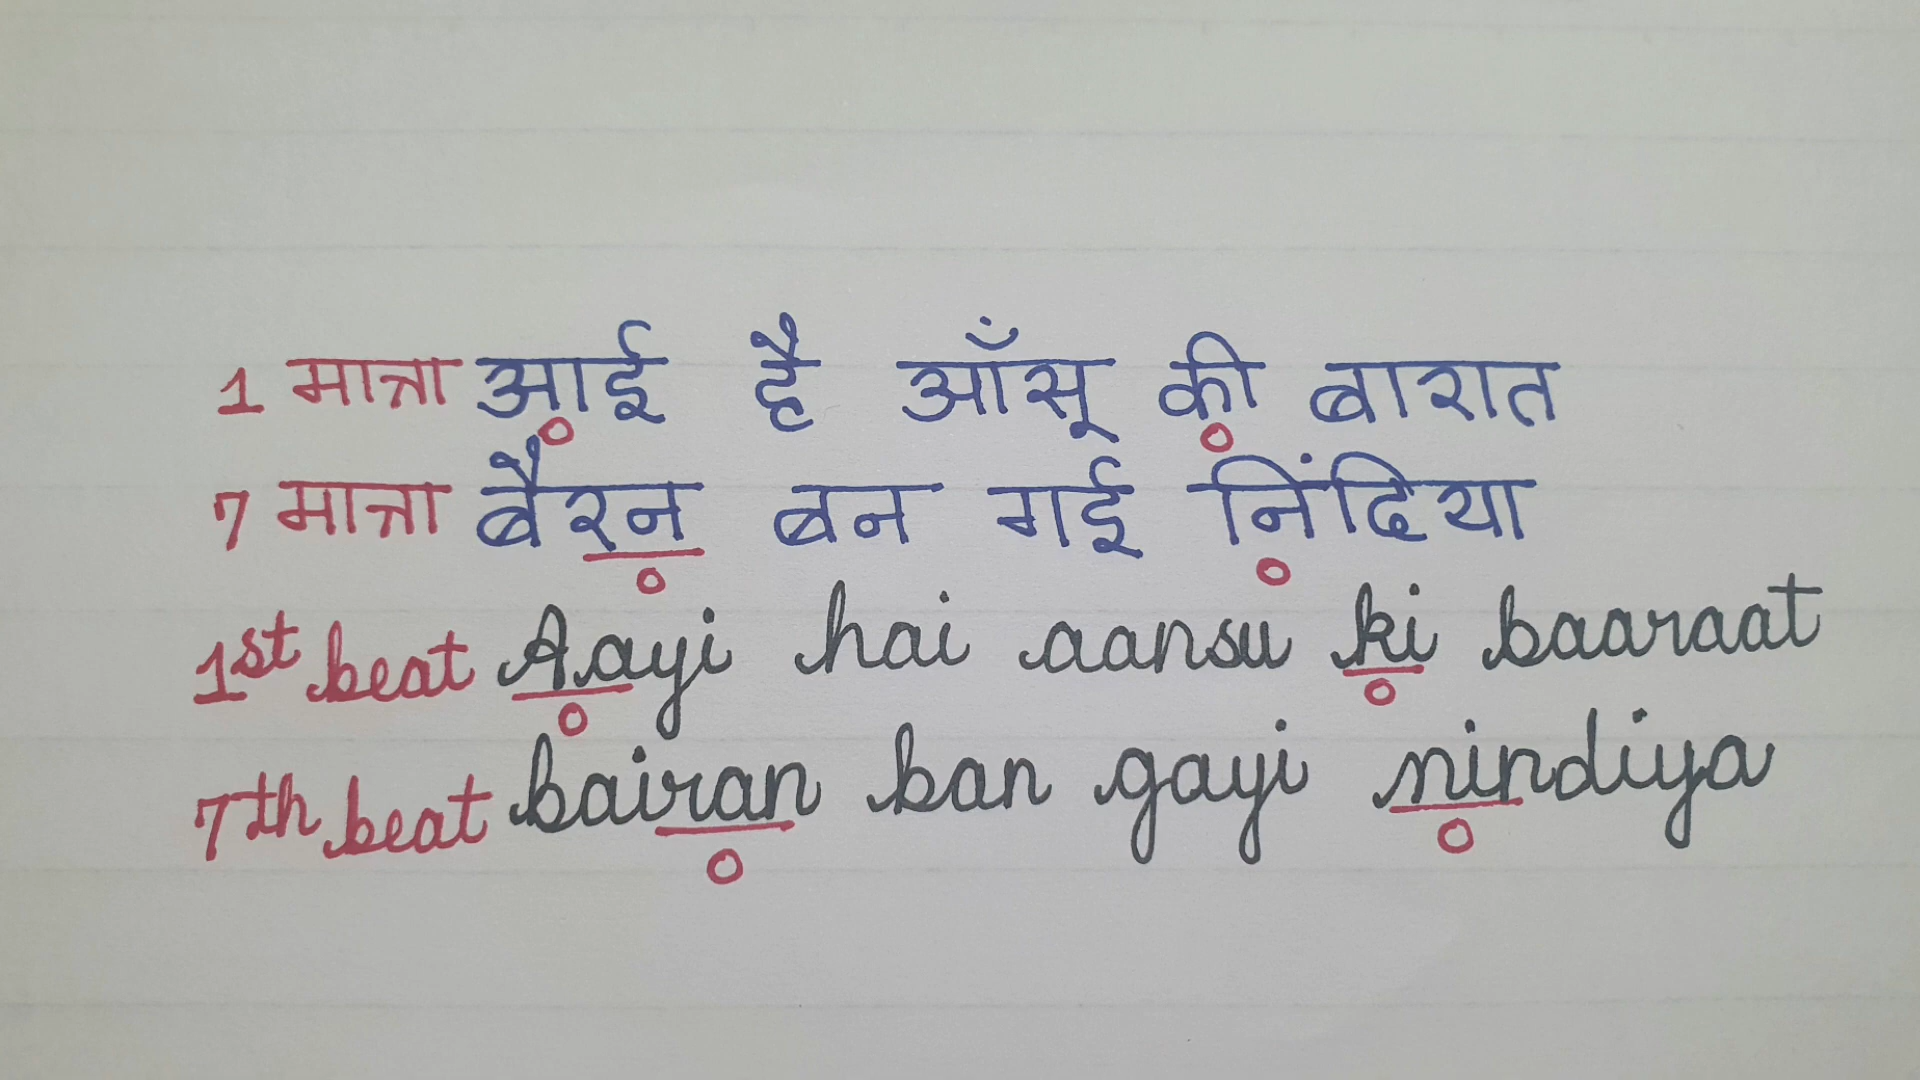 1 मात्रा आई है आँसू की बारात
7 मात्रा बैरन बन गई निंदिया
1st beat Aayi hai aansu ki baaraat
7th beat bairan ban gayi nindiya